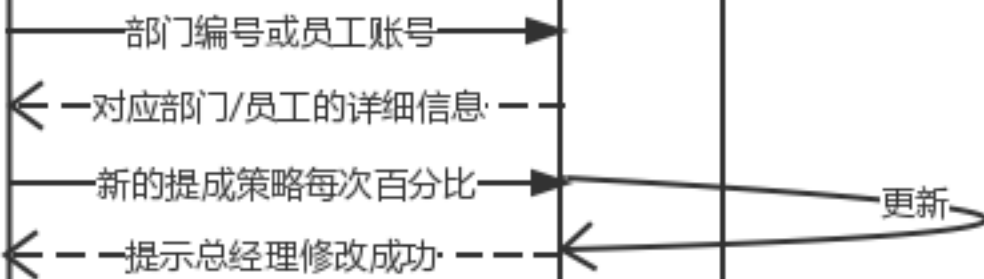 部门编号或员工账号
对应部门/员工的详细信息
新的提成策略每次百分比
更新
提示总经理修改成功